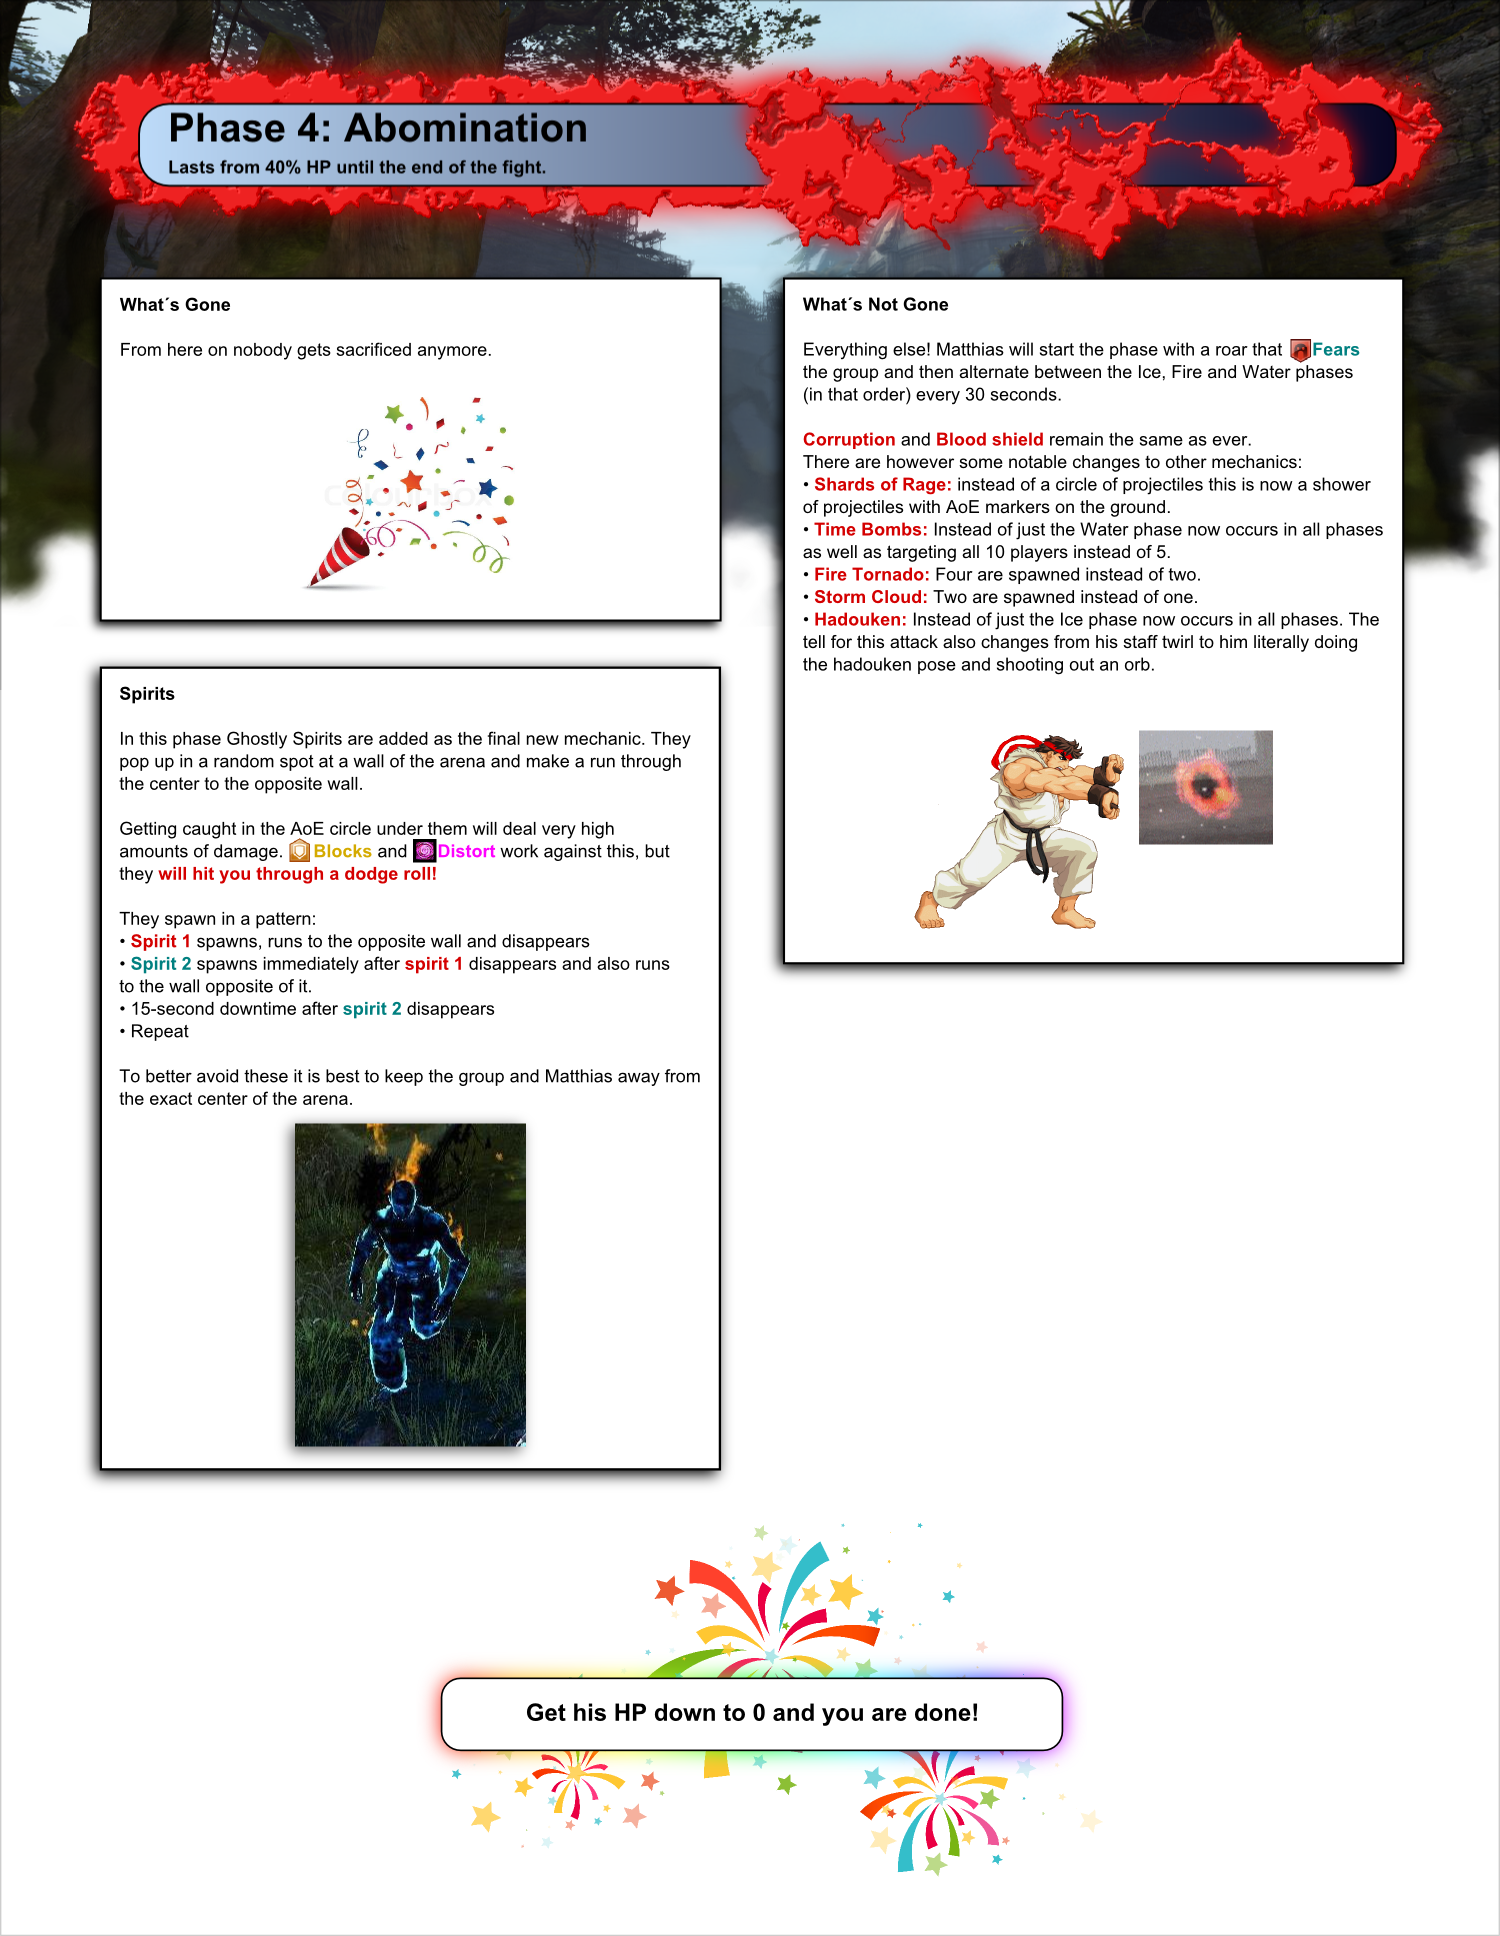 Phase 4: Abomination
Lasts from 40% HP until the end of the fight.
What´s Gone
From here on nobody gets sacrificed anymore.
Spirits
In this phase Ghostly Spirits are added as the final new mechanic. They
pop up in a random spot at a wall of the arena and make a run through
the center to the opposite wall.
Getting caught in the AoE circle under them will deal very high
amounts of damage. Blocks and Distort work against this, but
they will hit you through a dodge roll!
They spawn in a pattern:
• Spirit 1 spawns, runs to the opposite wall and disappears
• Spirit 2 spawns immediately after spirit 1 disappears and also runs
to the wall opposite of it.
• 15-second downtime after spirit 2 disappears
• Repeat
To better avoid these it is best to keep the group and Matthias away from
the exact center of the arena.
What´s Not Gone
Everything else! Matthias will start the phase with a roar that Fears
the group and then alternate between the Ice, Fire and Water phases
(in that order) every 30 seconds.
Corruption and Blood shield remain the same as ever.
There are however some notable changes to other mechanics:
• Shards of Rage: instead of a circle of projectiles this is now a shower
of projectiles with AoE markers on the ground.
• Time Bombs: Instead of just the Water phase now occurs in all phases
as well as targeting all 10 players instead of 5.
• Fire Tornado: Four are spawned instead of two.
• Storm Cloud: Two are spawned instead of one.
• Hadouken: Instead of just the Ice phase now occurs in all phases. The
tell for this attack also changes from his staff twirl to him literally doing
the hadouken pose and shooting out an orb.
Get his HP down to 0 and you are done!